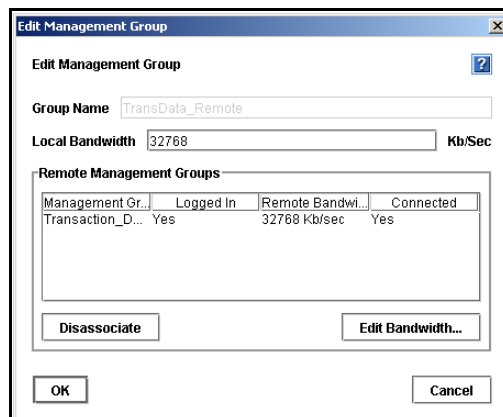 Edit Management Group
Edit Management Group
?
Group Name TransData_Remote
Local Bandwidth 32768 Kb/Sec
Remote Management Groups
Management Gr... Logged In Remote Bandwi... Connected
Transaction_D... Yes 32768 Kb/sec Yes
Disassociate Edit Bandwidth...
OK Cancel